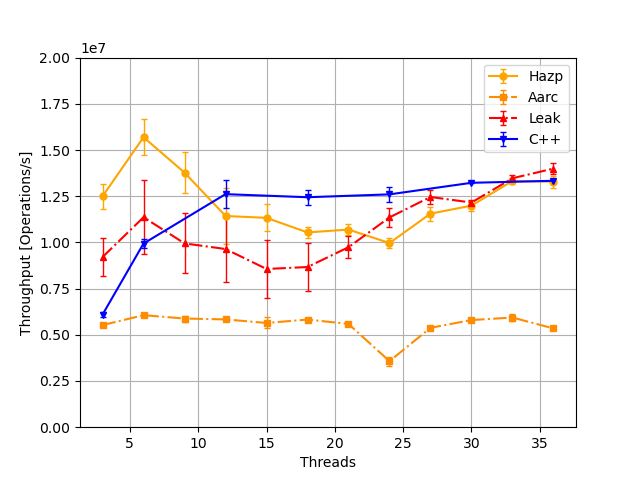 1e7
2.00
1.75
1.50
1.25
1.00
0.75
0.50
0.25
0.00
Throughput [Operations/s]
5 10 15 20 25 30 35
Threads
Hazp
Aarc
Leak
C++